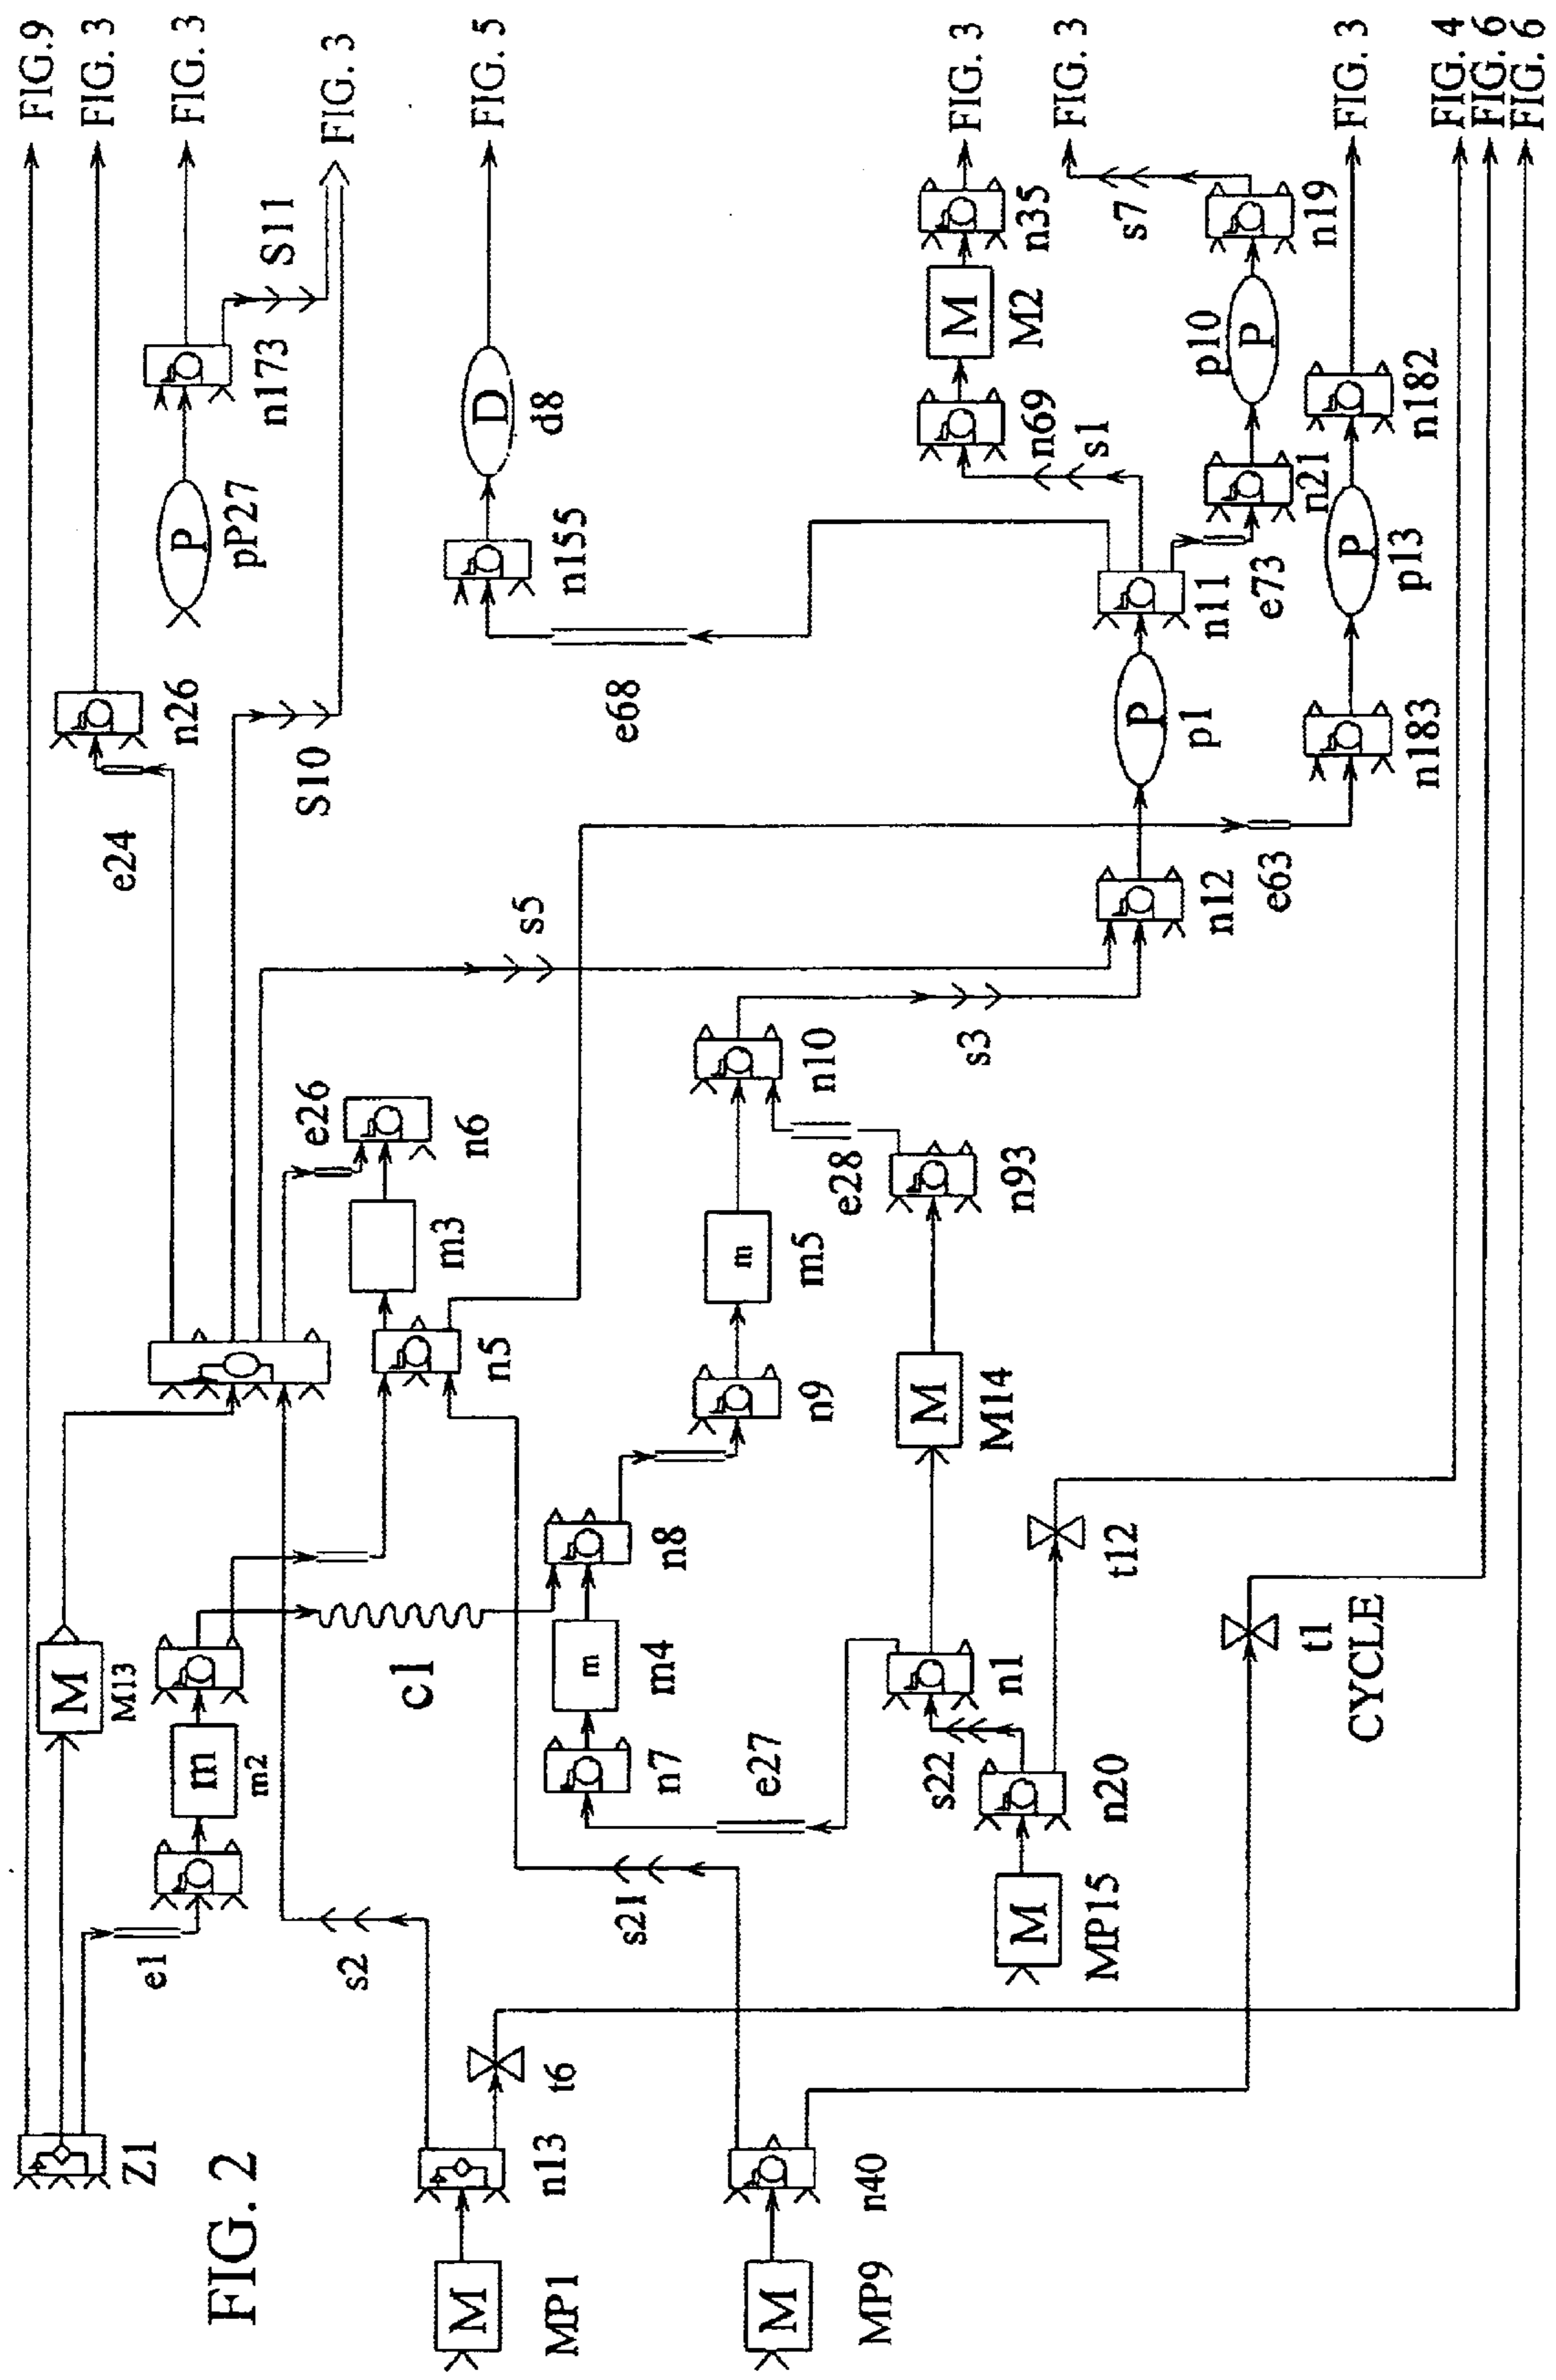 FIG. 2
FIG.9
FIG. 3
FIG. 3
FIG. 3
FIG. 5
FIG. 3
FIG. 3
FIG. 3
FIG. 4
FIG. 6
FIG. 6
Z1
M
M13
e1
m
m2
s2
c1
e24
n26
P
pP27
n173
S11
S10
s5
e26
n6
m3
n5
M
MP1
n13
t6
M
MP9
n40
s21
e27
n7
m
m4
n8
n9
m
m5
n10
s3
e28
n93
M
M14
n1
s22
n20
M
MP15
t12
t1
CYCLE
n12
e63
P
p1
n11
e68
n155
D
d8
e73
s1
n69
M
M2
n35
n21
P
p10
n19
s7
n183
P
p13
n182